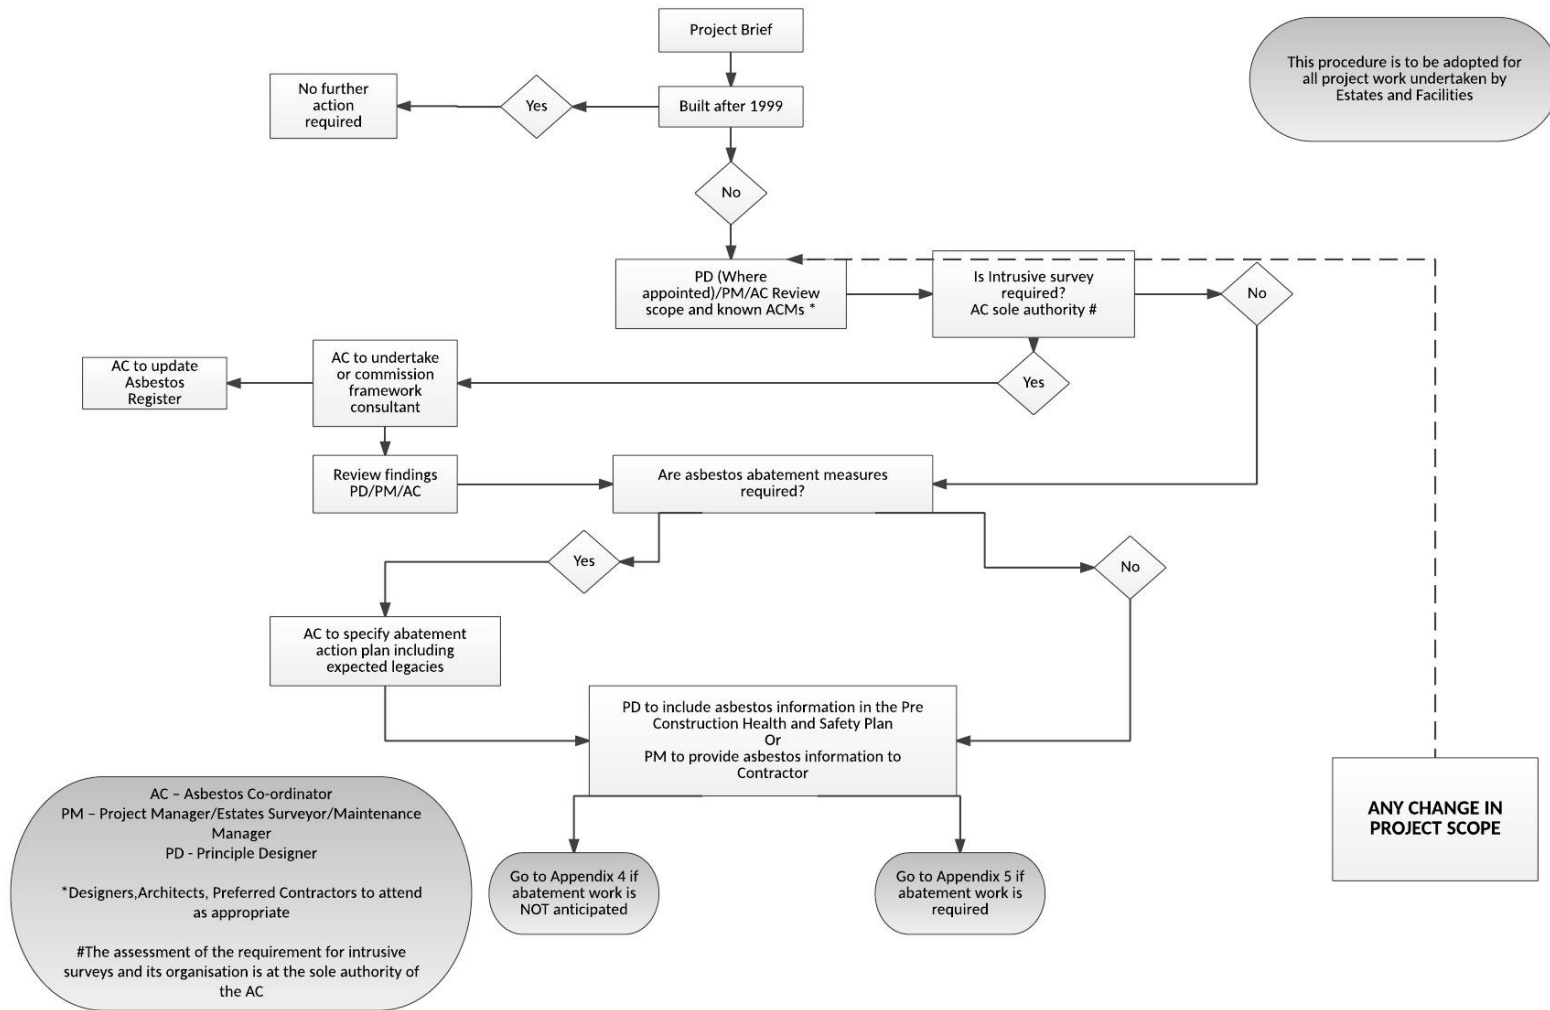 Project Brief
This procedure is to be adopted for
all project work undertaken by
Estates and Facilities
No further
action
required
Yes
Built after 1999
No
PD (Where
appointed)/PM/AC Review
scope and known ACMs *
Is Intrusive survey
required?
AC sole authority #
No
AC to update
Asbestos
Register
AC to undertake
or commission
framework
consultant
Yes
Review findings
PD/PM/AC
Are asbestos abatement measures
required?
Yes
No
AC to specify abatement
action plan including
expected legacies
PD to include asbestos information in the Pre
Construction Health and Safety Plan
Or
PM to provide asbestos information to
Contractor
ANY CHANGE IN
PROJECT SCOPE
AC – Asbestos Co-ordinator
PM – Project Manager/Estates Surveyor/Maintenance
Manager
PD - Principle Designer
*Designers,Architects, Preferred Contractors to attend
as appropriate
#The assessment of the requirement for intrusive
surveys and its organisation is at the sole authority of
the AC
Go to Appendix 4 if
abatement work is
NOT anticipated
Go to Appendix 5 if
abatement work is
required